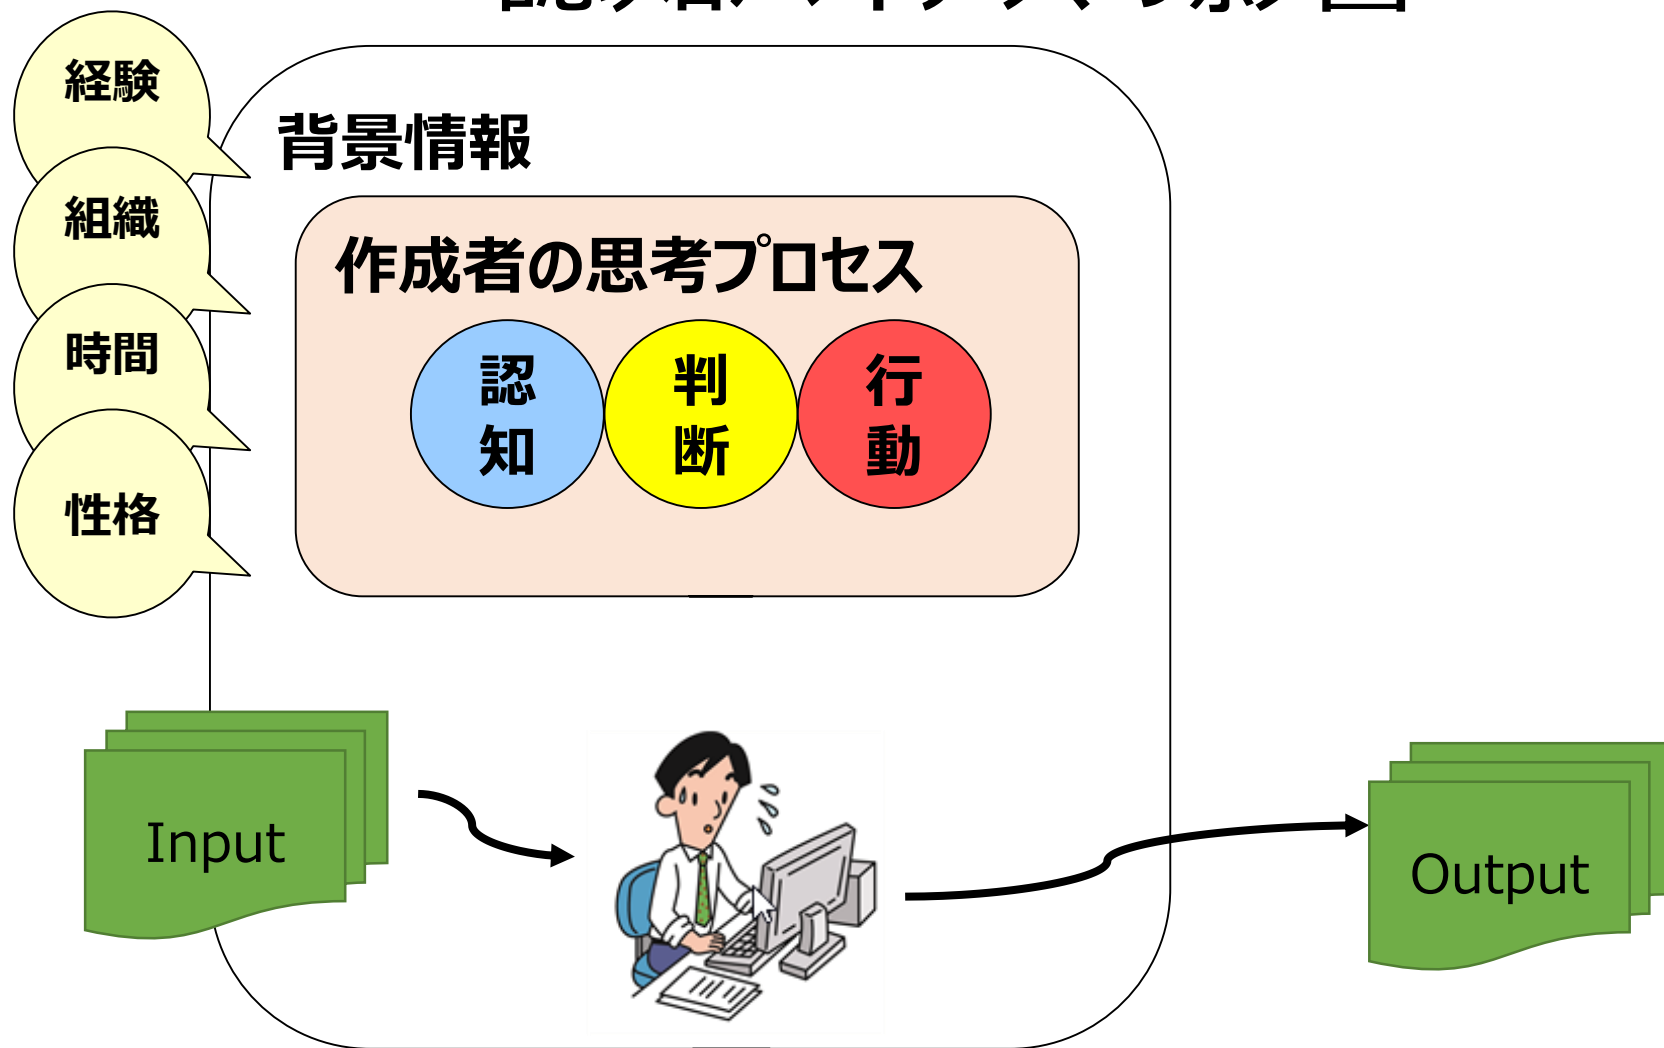 経験
背景情報
組織
作成者の思考プロセス
時間
認
知
判
断
行
動
性格
Input
Output